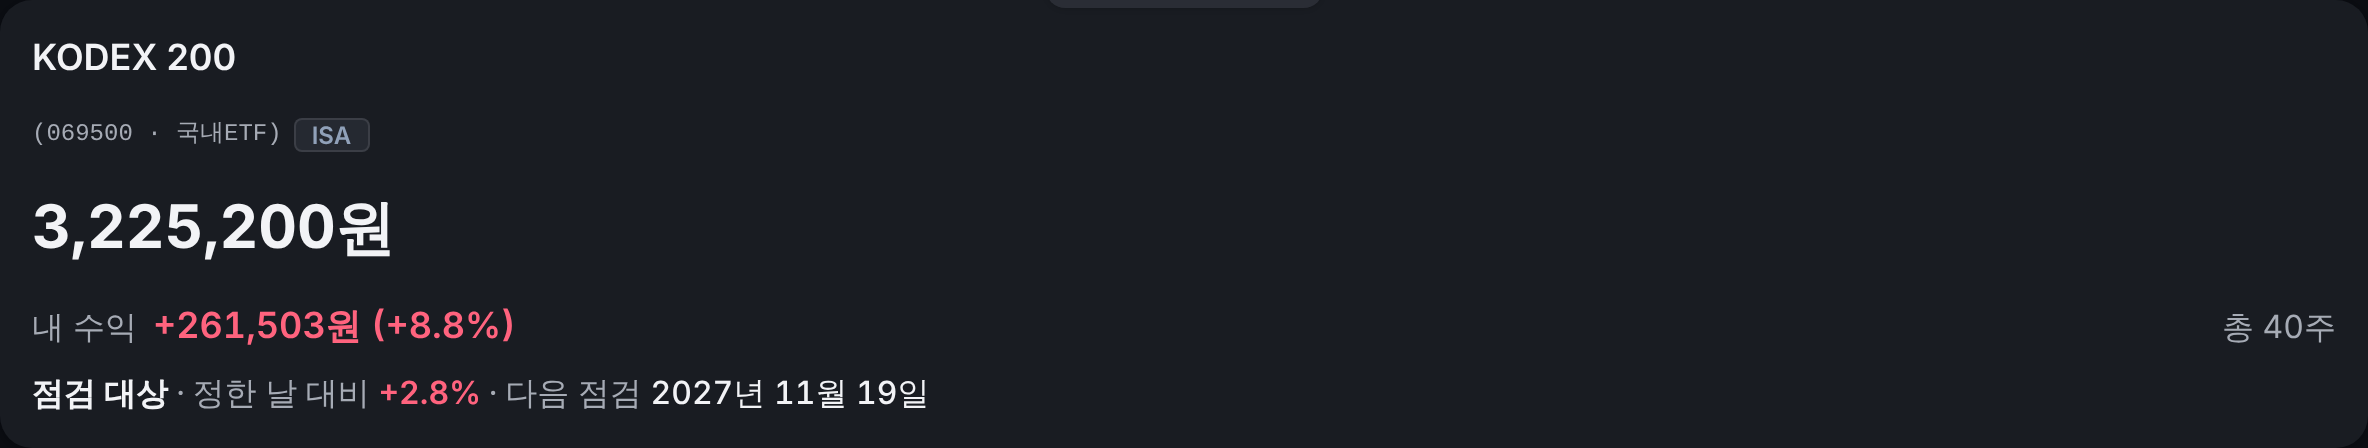 KODEX 200
(069500 · 국내ETF) ISA
3,225,200원
내 수익 +261,503원 (+8.8%) 총 40주
점검 대상 · 정한 날 대비 +2.8% · 다음 점검 2027년 11월 19일